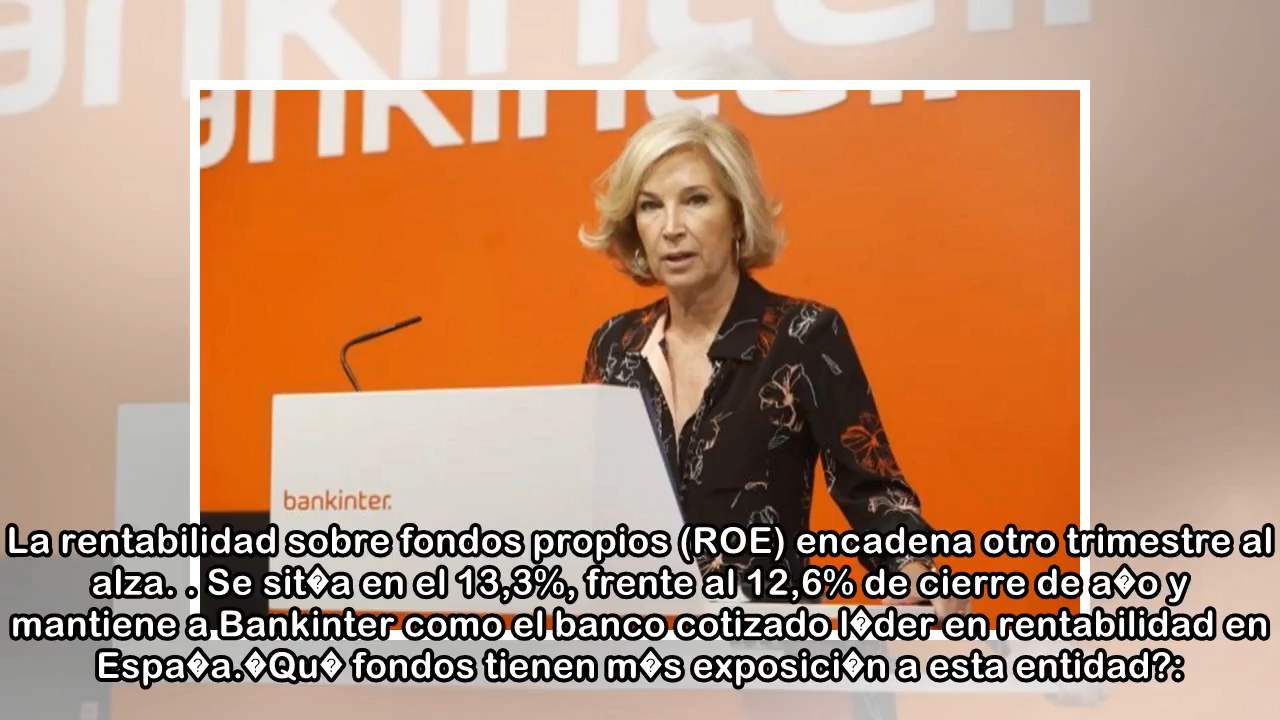 bankinter
bankinter.
La rentabilidad sobre fondos propios (ROE) encadena otro trimestre al
alza. . Se sit�a en el 13,3%, frente al 12,6% de cierre de a�o y
mantiene a Bankinter como el banco cotizado l�der en rentabilidad en
Espa�a.�Qu� fondos tienen m�s exposici�n a esta entidad?: